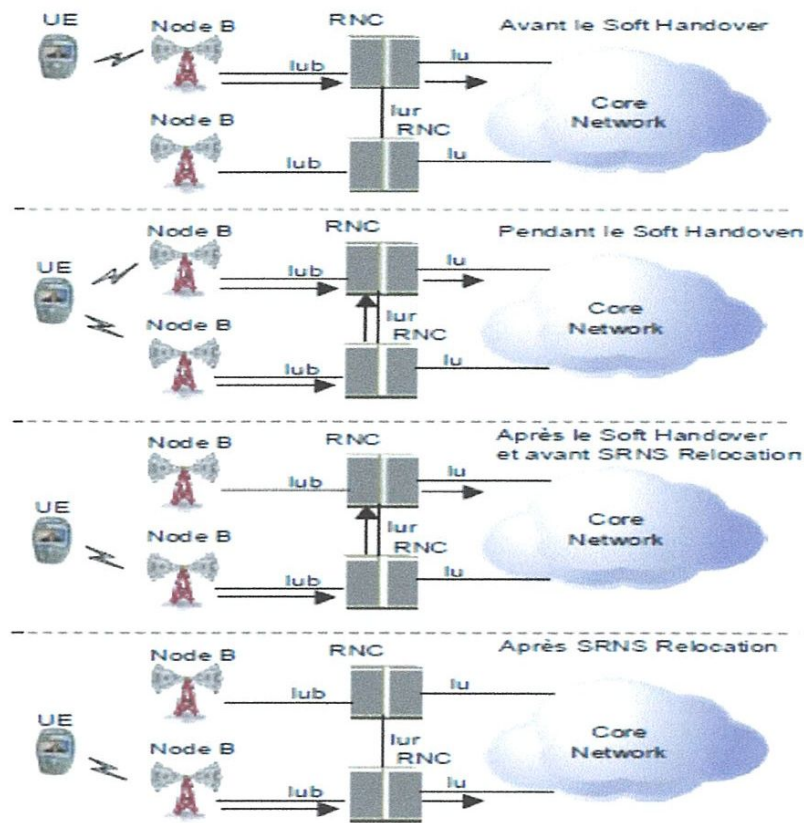 UE
Node B
RNC
Avant le Soft Handover
Iub
Iu
Core
Network
Node B
Iur
RNC
Iub
Iu
Node B
RNC
Pendant le Soft Handoven
UE
Iub
Iu
Core
Network
Node B
Iur
RNC
Iub
Iu
Node B
RNC
Après le Soft Handover
et avant SRNS Relocation
Iub
Iu
UE
Core
Network
Node B
Iur
RNC
Iub
Iu
Node B
RNC
Après SRNS Relocation
Iub
Iu
UE
Core
Network
Node B
Iur
RNC
Iub
Iu